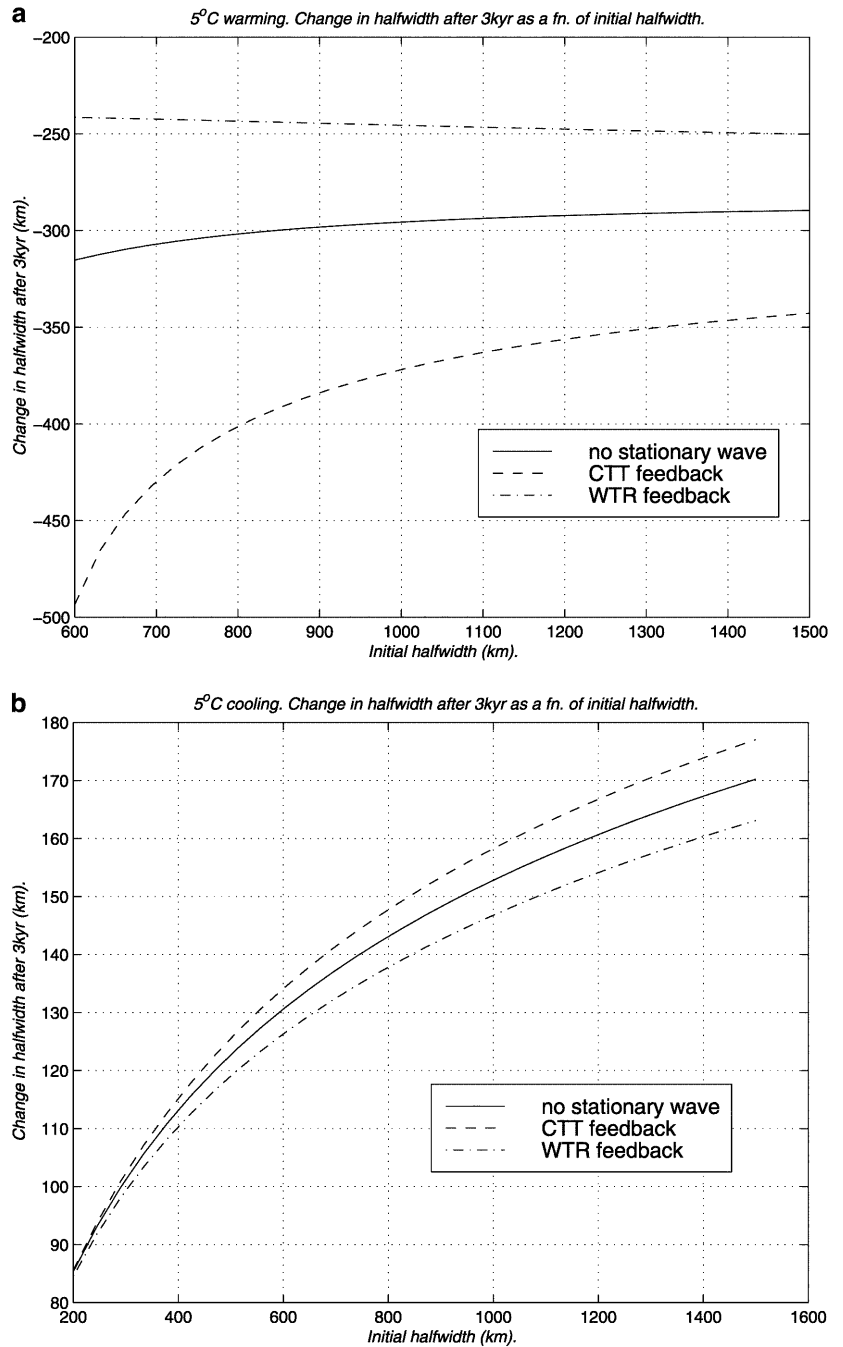 a
5°C warming. Change in halfwidth after 3kyr as a fn. of initial halfwidth.
−200
−250
−300
−350
−400
−450
−500
Change in halfwidth after 3kyr (km).
no stationary wave
CTT feedback
WTR feedback
600 700 800 900 1000 1100 1200 1300 1400 1500
Initial halfwidth (km).
b
5°C cooling. Change in halfwidth after 3kyr as a fn. of initial halfwidth.
180
170
160
150
140
130
120
110
100
90
80
Change in halfwidth after 3kyr (km).
no stationary wave
CTT feedback
WTR feedback
200 400 600 800 1000 1200 1400 1600
Initial halfwidth (km).